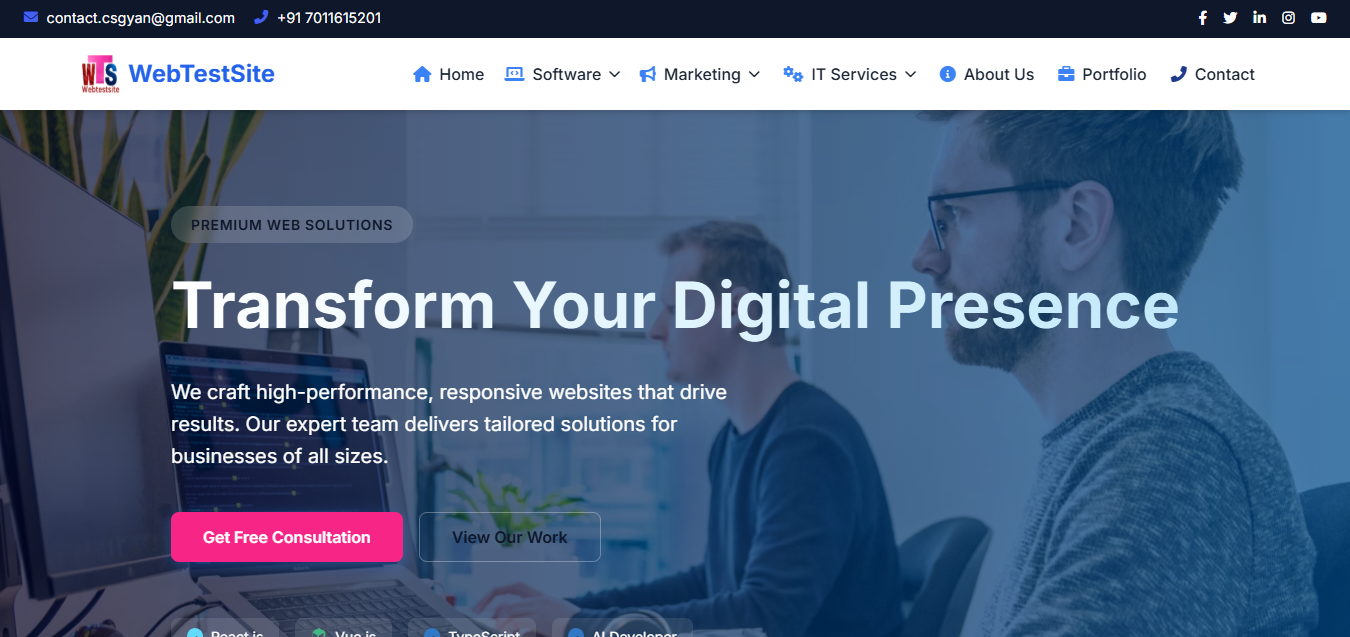 contact.csgyan@gmail.com +91 7011615201
WTS
Webtestsite
WebTestSite
Home Software Marketing IT Services About Us Portfolio Contact
PREMIUM WEB SOLUTIONS
Transform Your Digital Presence
We craft high-performance, responsive websites that drive
results. Our expert team delivers tailored solutions for
businesses of all sizes.
Get Free Consultation View Our Work
React.js Vue.js TypeScript AI Developer